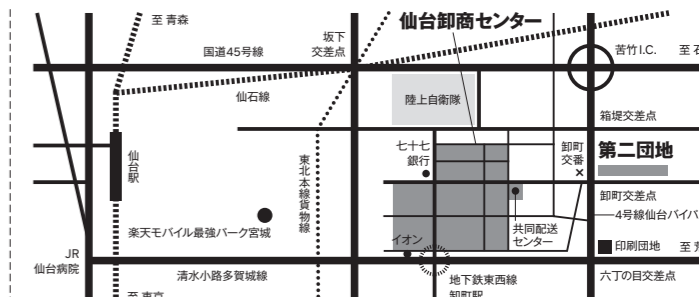 至 青森
仙台卸商センター
坂下
交差点
国道45号線
苦竹I.C.
至 石
仙石線
陸上自衛隊
箱堤交差点
七十七
銀行
卸町
交番
第二団地
仙台駅
東北本線貨物線
卸町交差点
4号線仙台バイパ
共同配送
センター
楽天モバイル最強パーク宮城
イオン
印刷団地
JR
仙台病院
清水小路多賀城線
六丁の目交差点
地下鉄東西線
卸町駅
至 東京